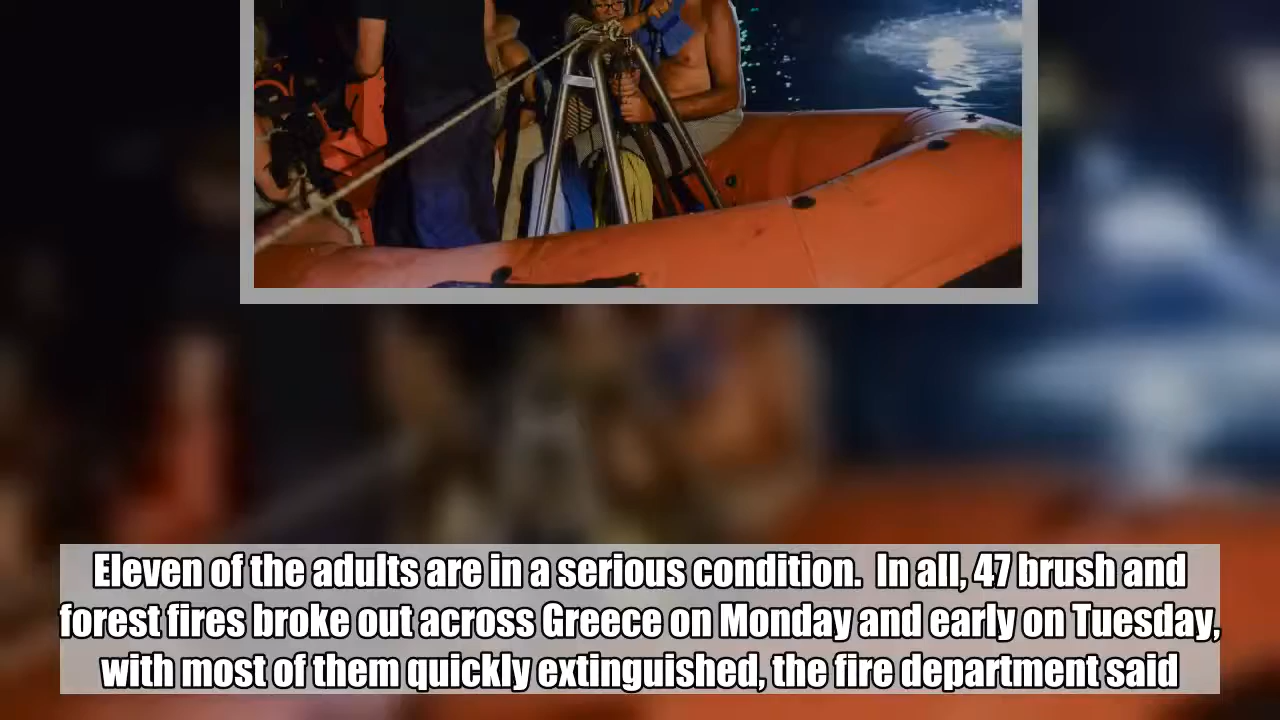 Eleven of the adults are in a serious condition. In all, 47 brush and
forest fires broke out across Greece on Monday and early on Tuesday,
with most of them quickly extinguished, the fire department said